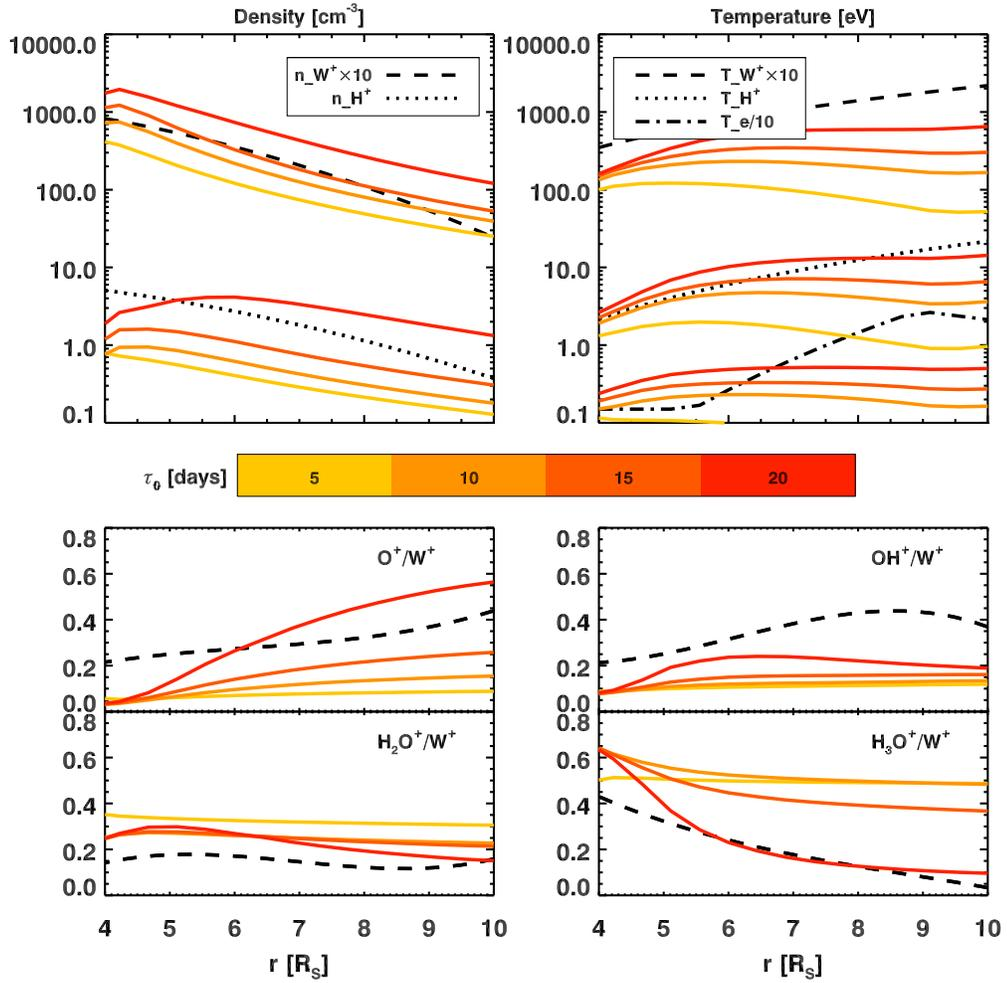 Density [cm⁻³]
Temperature [eV]
10000.0
1000.0
100.0
10.0
1.0
0.1
n_W⁺×10
n_H⁺
10000.0
1000.0
100.0
10.0
1.0
0.1
T_W⁺×10
T_H⁺
T_e/10
τ₀ [days]
5
10
15
20
0.8
0.6
0.4
0.2
0.0
O⁺/W⁺
0.8
0.6
0.4
0.2
0.0
OH⁺/W⁺
0.8
0.6
0.4
0.2
0.0
H₂O⁺/W⁺
0.8
0.6
0.4
0.2
0.0
H₃O⁺/W⁺
4 5 6 7 8 9 10
r [R_S]
4 5 6 7 8 9 10
r [R_S]